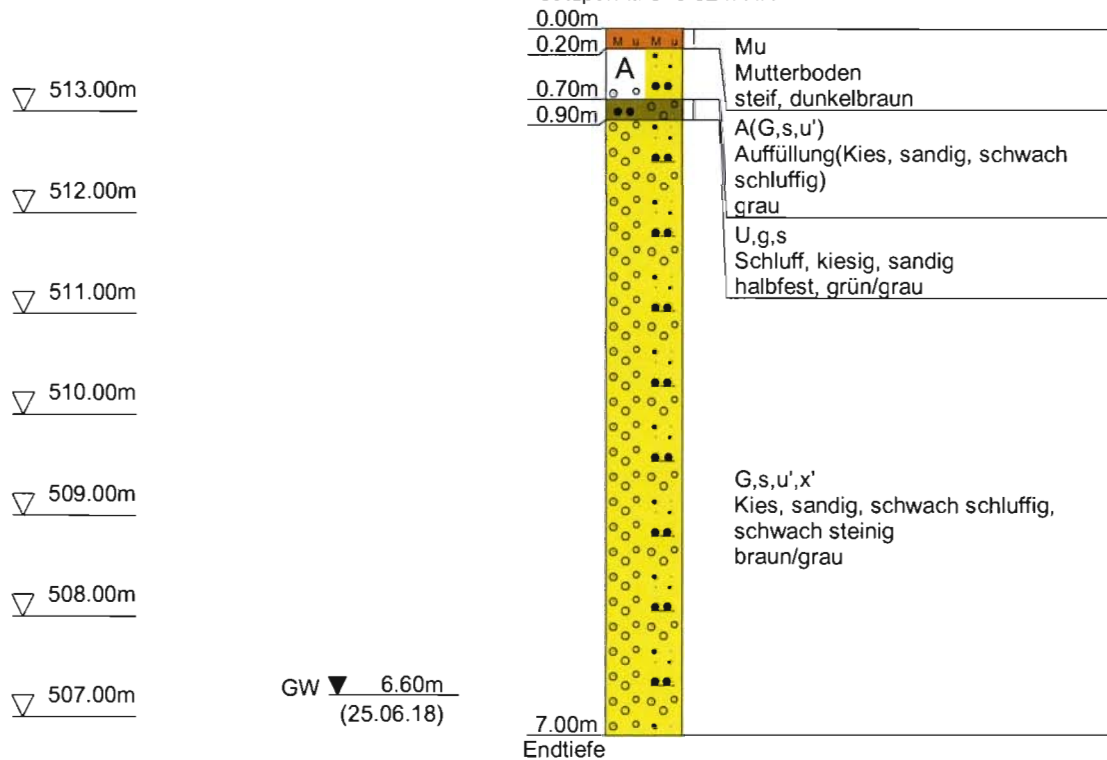 0.00m
0.20m
0.70m
0.90m
M u M u
A
Mu
Mutterboden
steif, dunkelbraun
A(G,s,u')
Auffüllung(Kies, sandig, schwach
schluffig)
grau
U,g,s
Schluff, kiesig, sandig
halbfest, grün/grau
G,s,u',x'
Kies, sandig, schwach schluffig,
schwach steinig
braun/grau
513.00m
512.00m
511.00m
510.00m
509.00m
508.00m
507.00m
GW 6.60m
(25.06.18)
7.00m
Endtiefe